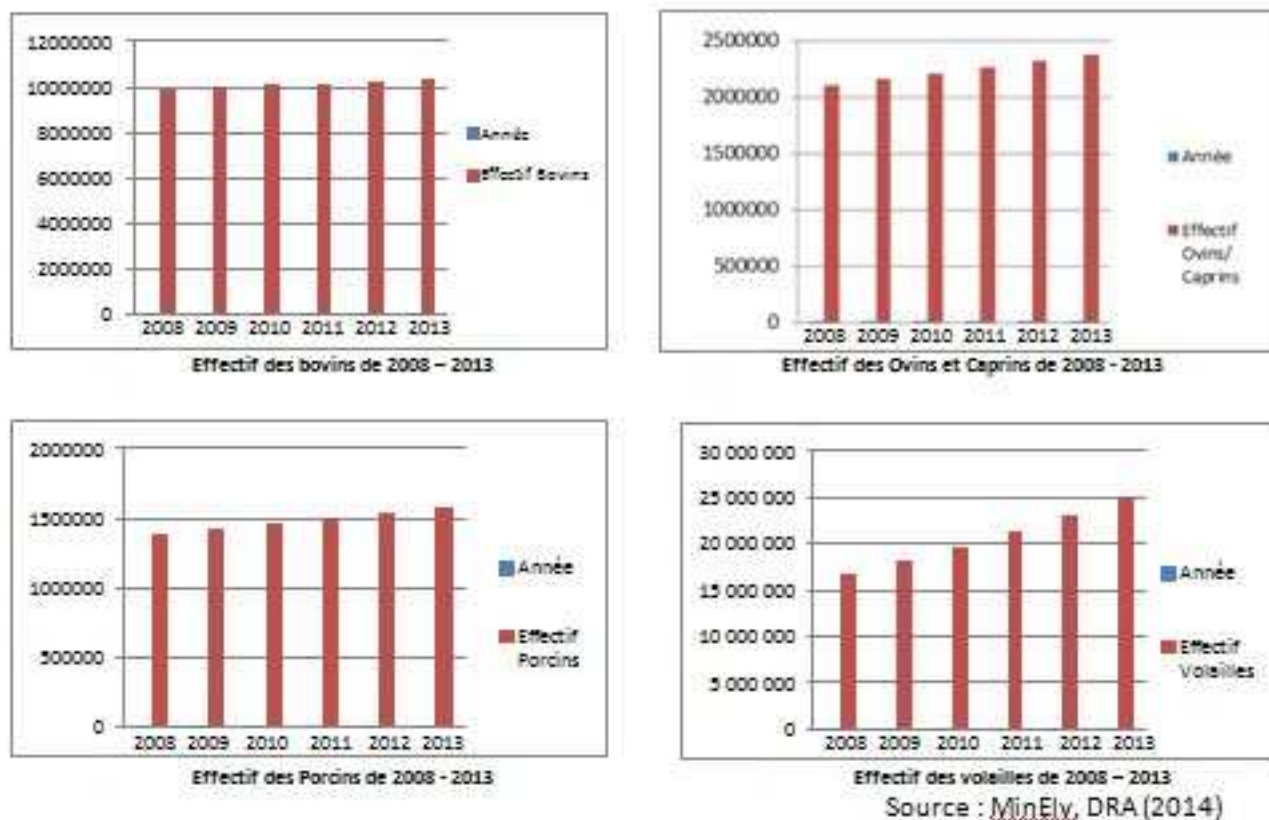 12000000
10000000
8000000
6000000
4000000
2000000
0
2008 2009 2010 2011 2012 2013
Année
Effectif Bovins
Effectif des bovins de 2008 – 2013
2500000
2000000
1500000
1000000
500000
0
2008 2009 2010 2011 2012 2013
Année
Effectif
Ovins/
Caprins
Effectif des Ovins et Caprins de 2008 - 2013
2000000
1500000
1000000
500000
0
2008 2009 2010 2011 2012 2013
Année
Effectif
Porcins
Effectif des Porcins de 2008 - 2013
30 000 000
25 000 000
20 000 000
15 000 000
10 000 000
5 000 000
0
2008 2009 2010 2011 2012 2013
Année
Effectif
Volailles
Effectif des volailles de 2008 – 2013
Source : MinElv, DRA (2014)